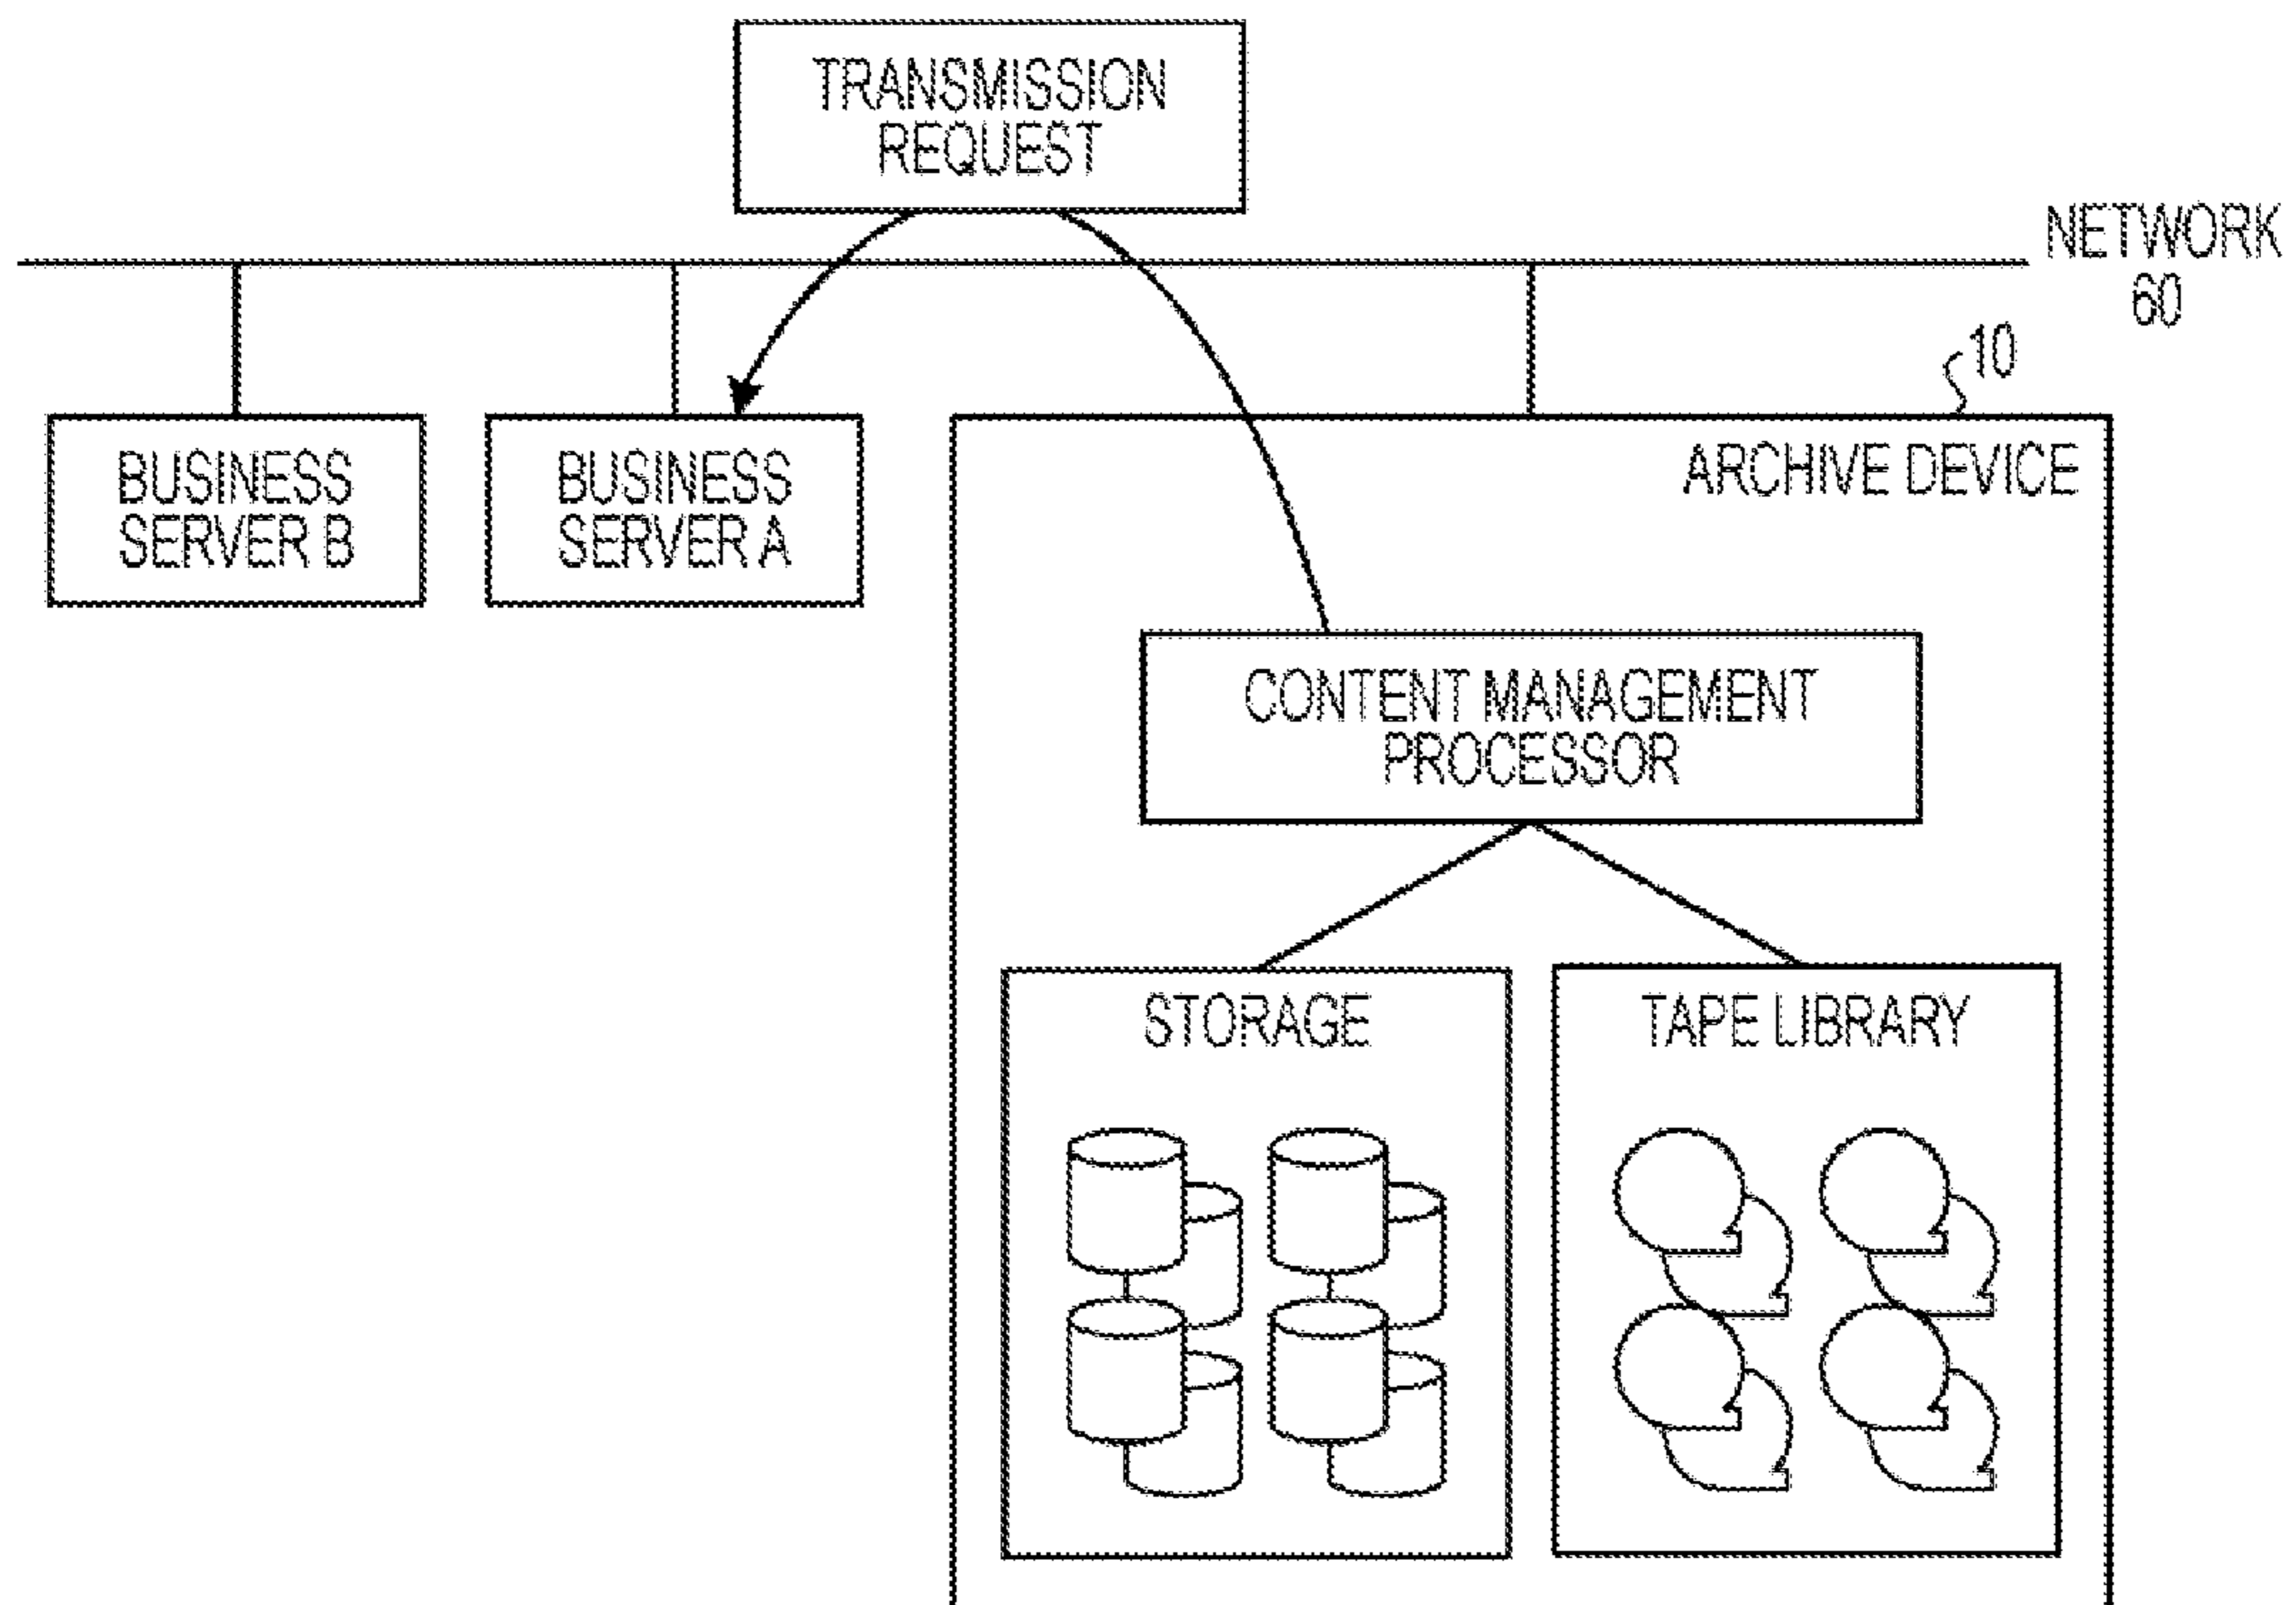 TRANSMISSION
REQUEST
NETWORK
60
10
BUSINESS
SERVER B
BUSINESS
SERVER A
ARCHIVE DEVICE
CONTENT MANAGEMENT
PROCESSOR
STORAGE
TAPE LIBRARY